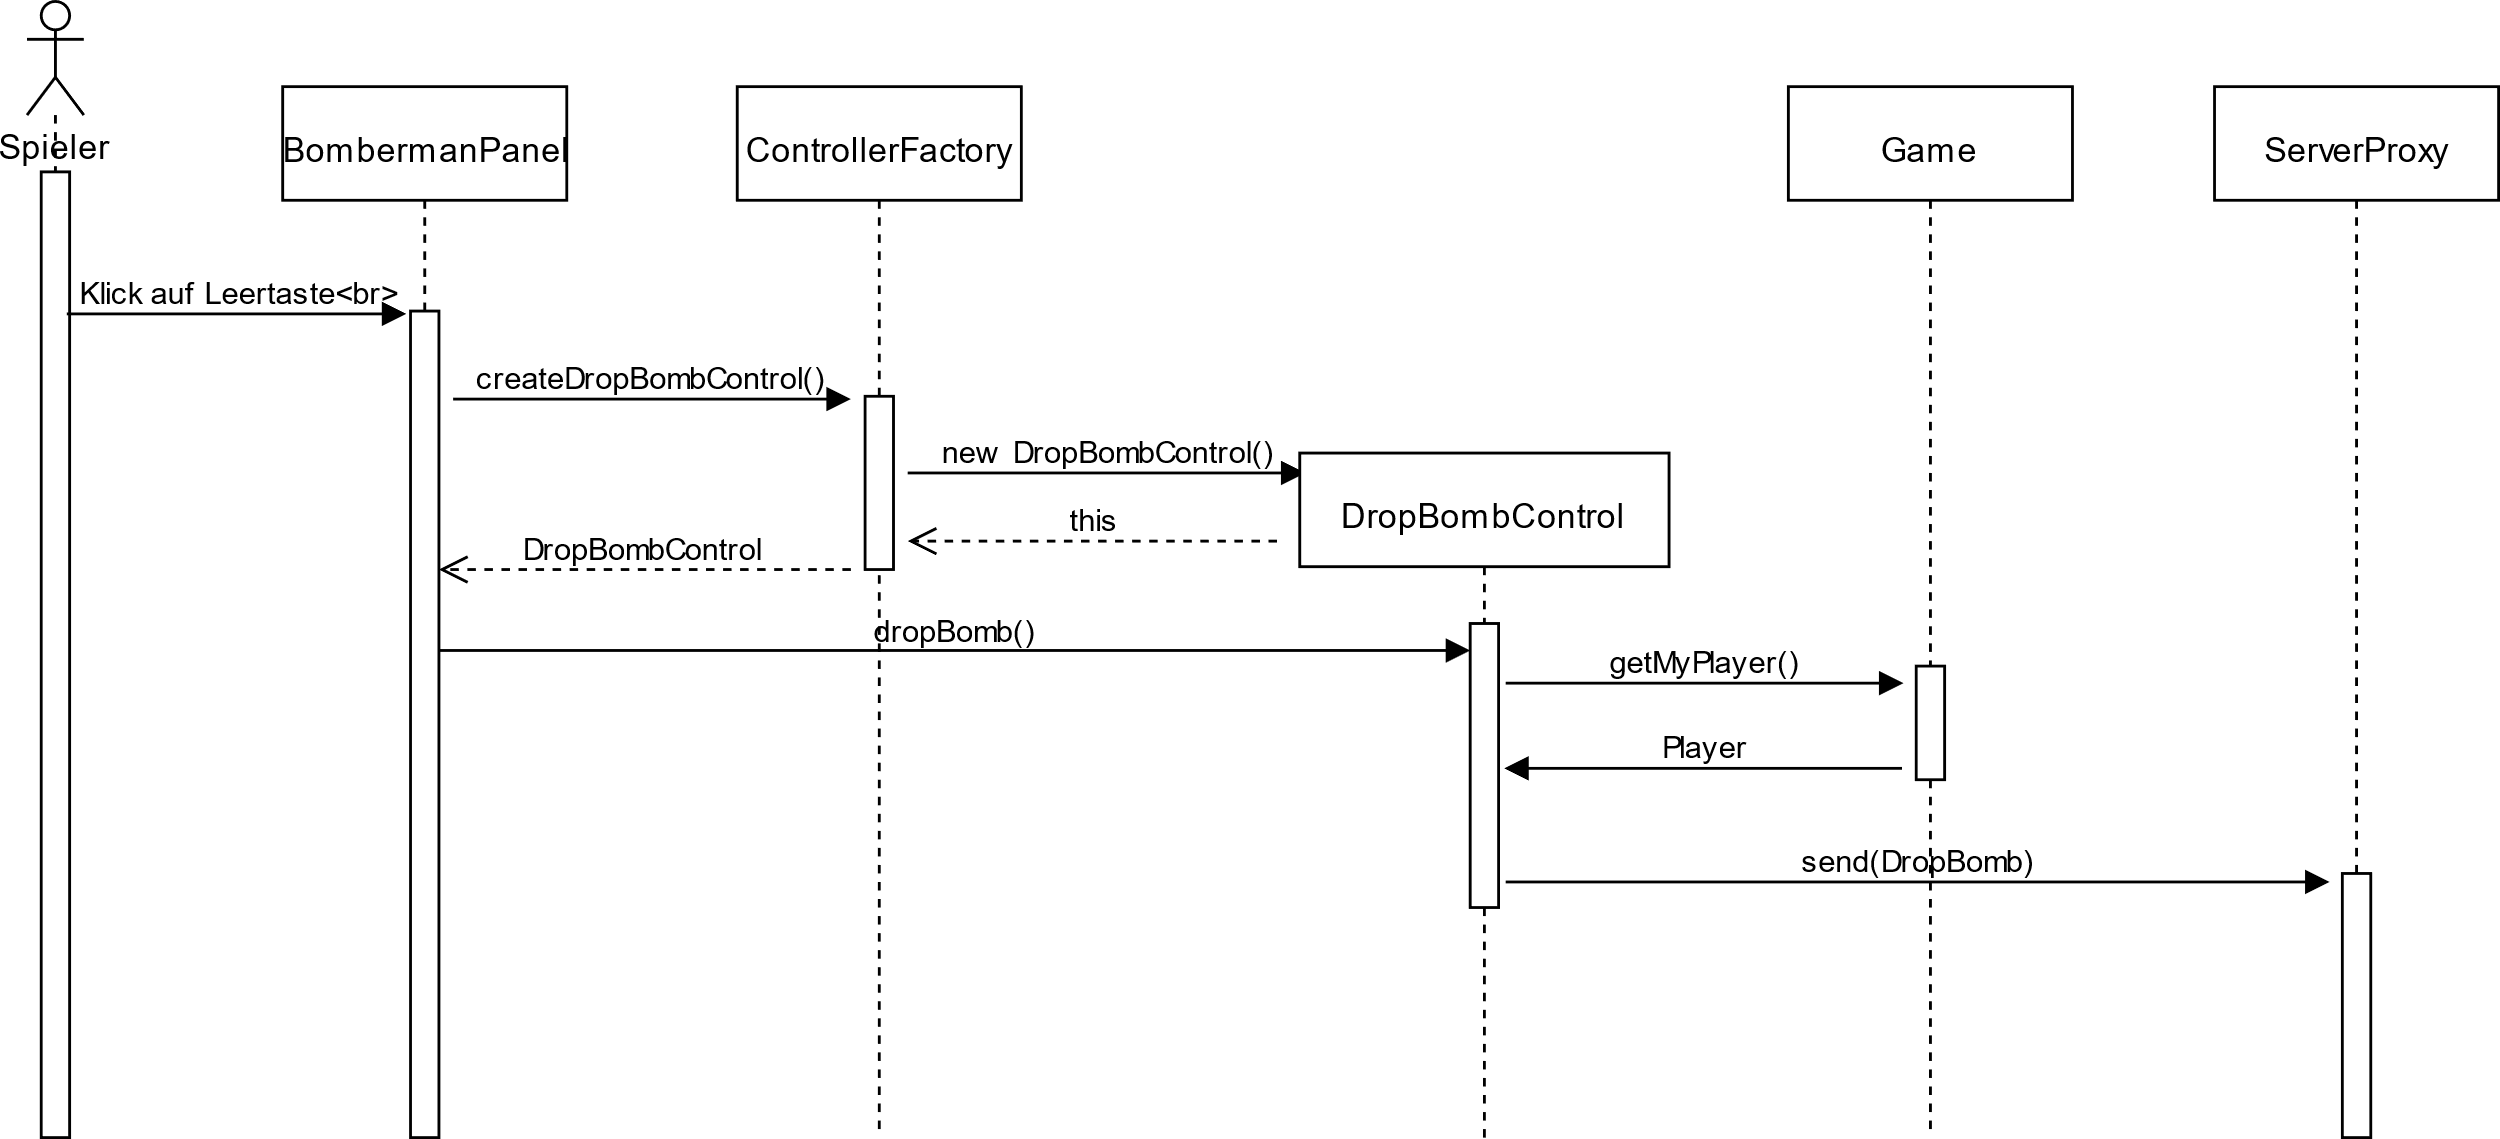 Spieler
BombermanPanel
ControllerFactory
Game
ServerProxy
Klick auf Leertaste<br>
createDropBombControl()
new DropBombControl()
DropBombControl
this
DropBombControl
dropBomb()
getMyPlayer()
Player
send(DropBomb)